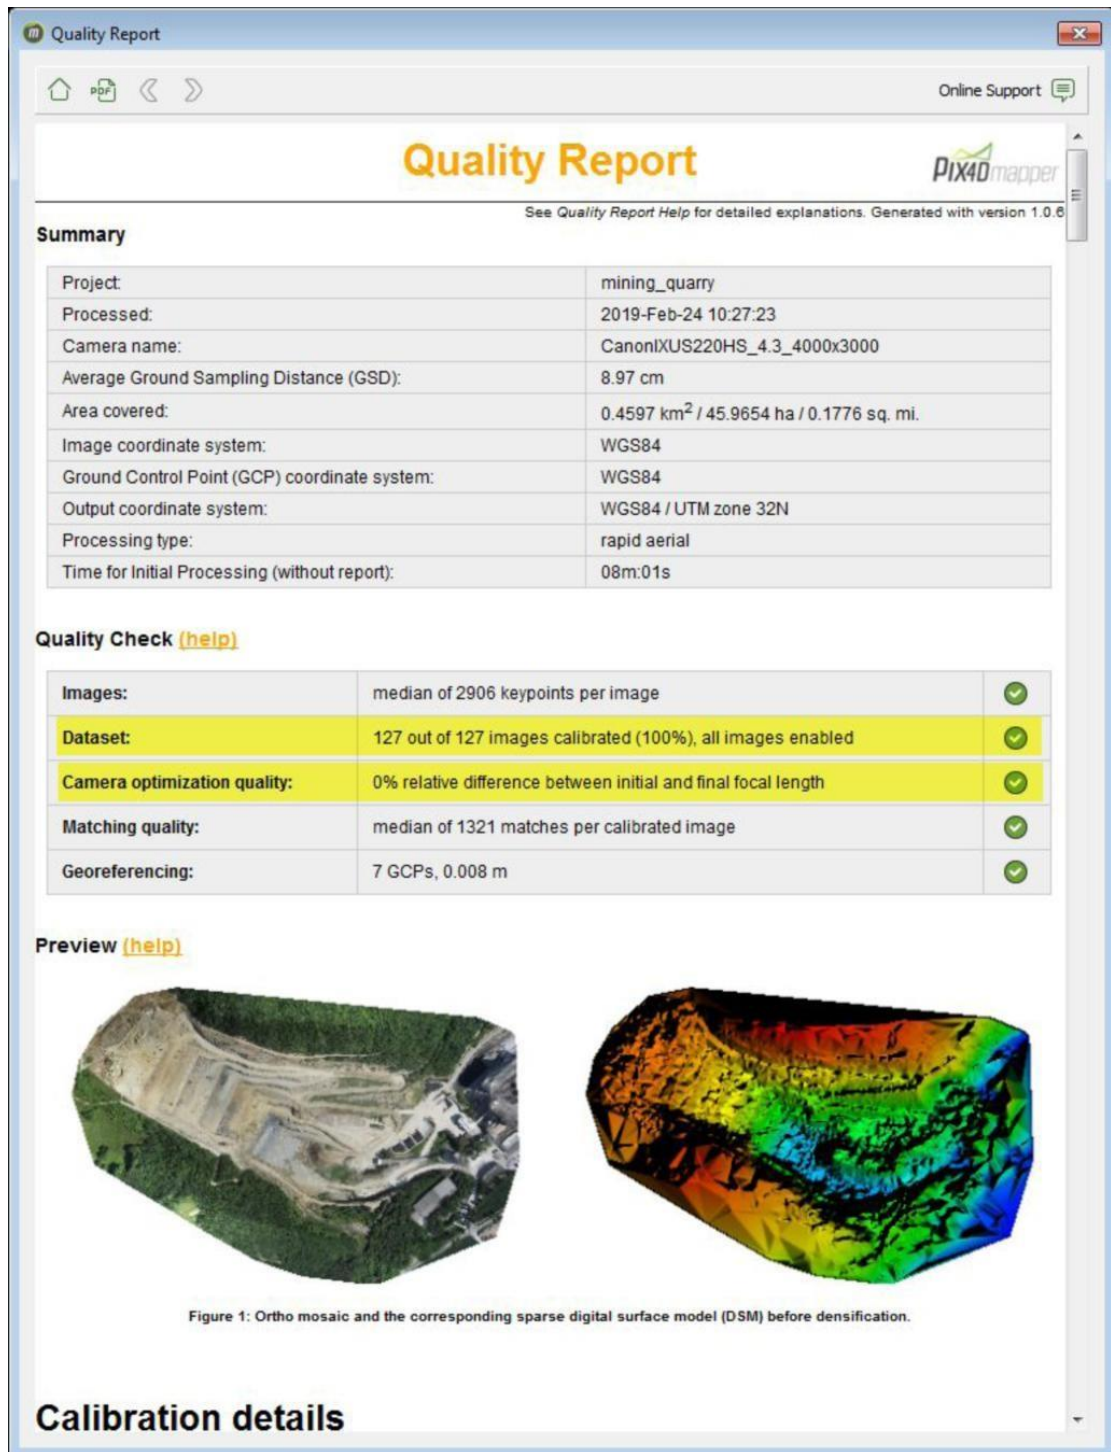 Quality Report
PDF
Online Support
Quality Report
PIX4Dmapper
See Quality Report Help for detailed explanations. Generated with version 1.0.6
Summary
Project: mining_quarry
Processed: 2019-Feb-24 10:27:23
Camera name: CanonIXUS220HS_4.3_4000x3000
Average Ground Sampling Distance (GSD): 8.97 cm
Area covered: 0.4597 km2 / 45.9654 ha / 0.1776 sq. mi.
Image coordinate system: WGS84
Ground Control Point (GCP) coordinate system: WGS84
Output coordinate system: WGS84 / UTM zone 32N
Processing type: rapid aerial
Time for Initial Processing (without report): 08m:01s
Quality Check (help)
Images: median of 2906 keypoints per image
Dataset: 127 out of 127 images calibrated (100%), all images enabled
Camera optimization quality: 0% relative difference between initial and final focal length
Matching quality: median of 1321 matches per calibrated image
Georeferencing: 7 GCPs, 0.008 m
Preview (help)
Figure 1: Ortho mosaic and the corresponding sparse digital surface model (DSM) before densification.
Calibration details